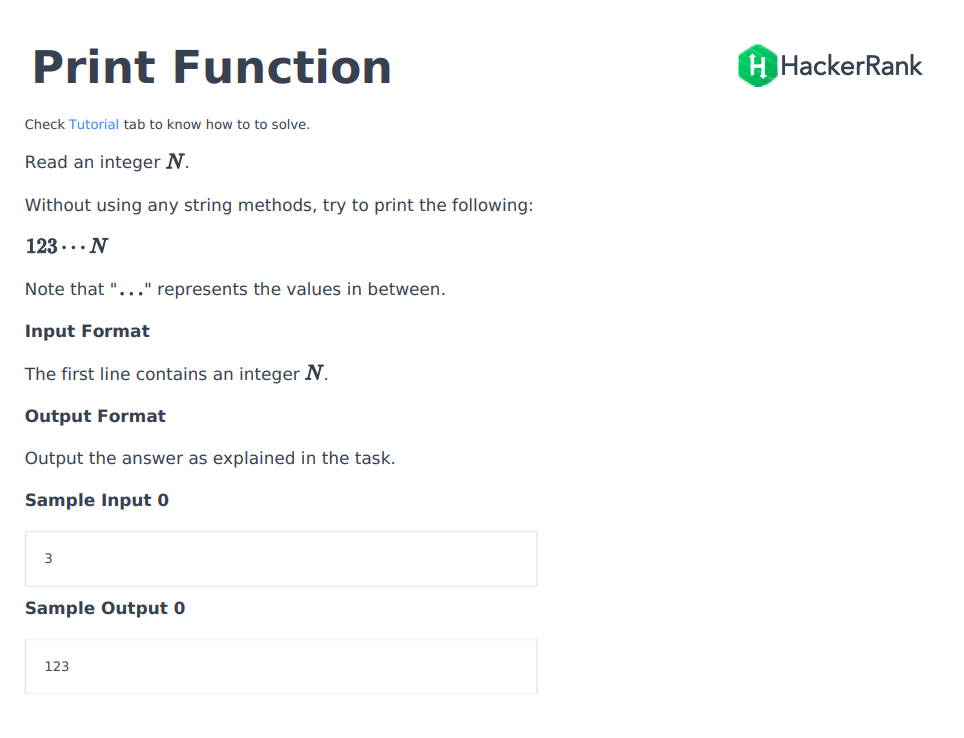 Print Function
HackerRank
Check Tutorial tab to know how to to solve.
Read an integer N.
Without using any string methods, try to print the following:
123⋯N
Note that "..." represents the values in between.
Input Format
The first line contains an integer N.
Output Format
Output the answer as explained in the task.
Sample Input 0
3
Sample Output 0
123